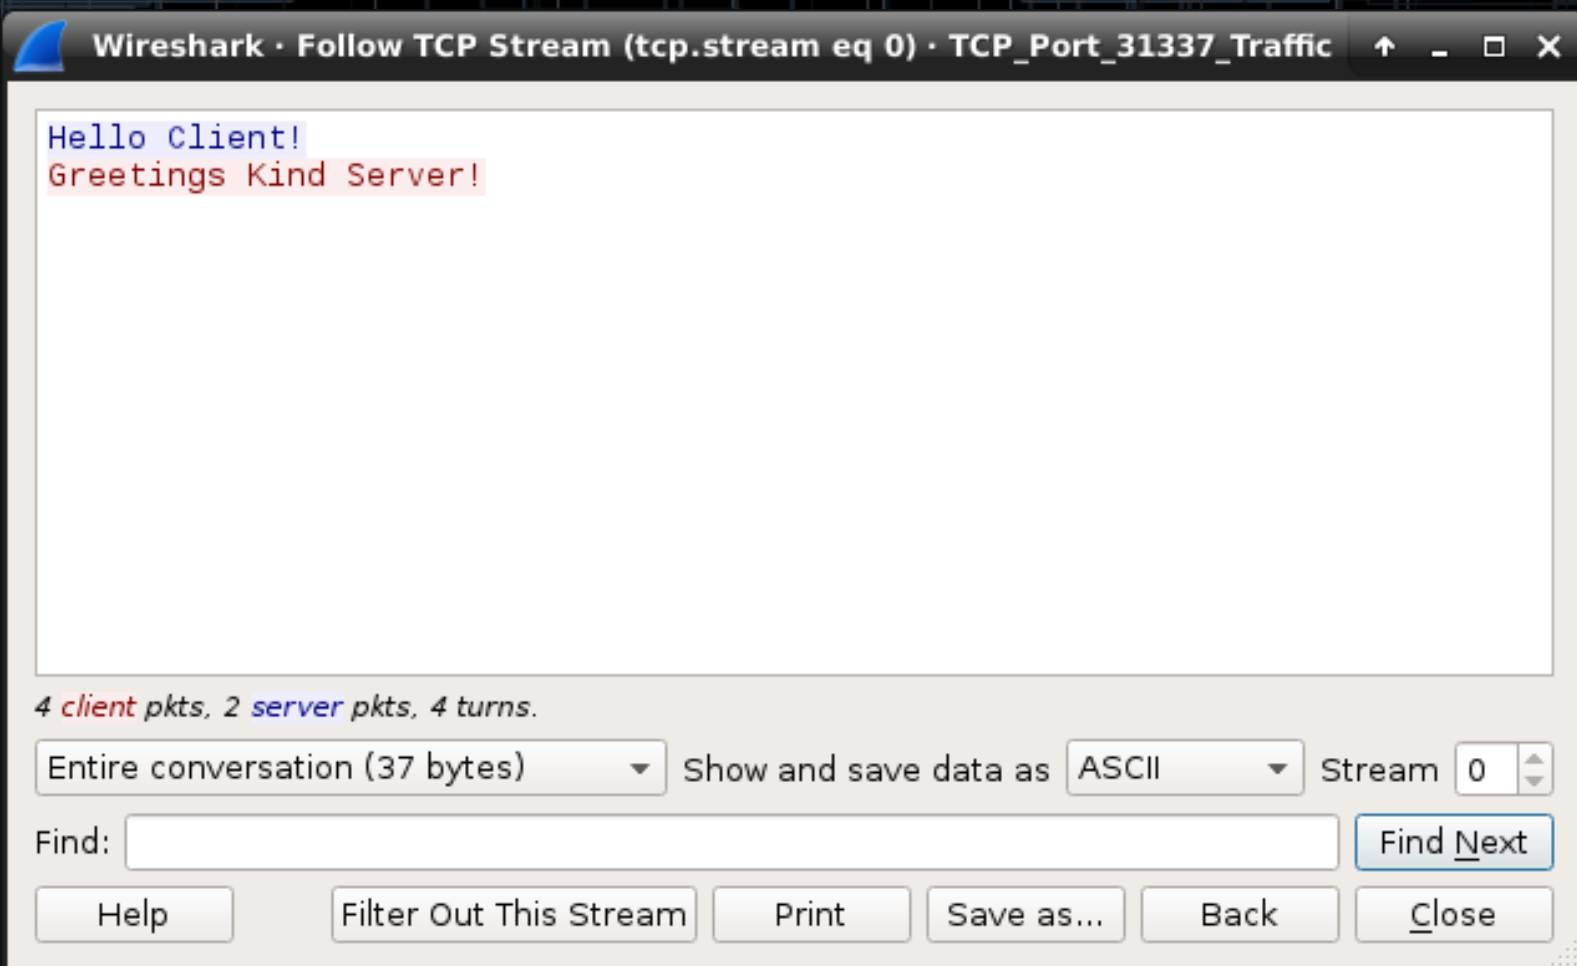 Wireshark · Follow TCP Stream (tcp.stream eq 0) · TCP_Port_31337_Traffic
Hello Client!
Greetings Kind Server!
4 client pkts, 2 server pkts, 4 turns.
Entire conversation (37 bytes) Show and save data as ASCII Stream 0
Find: Find Next
Help Filter Out This Stream Print Save as... Back Close